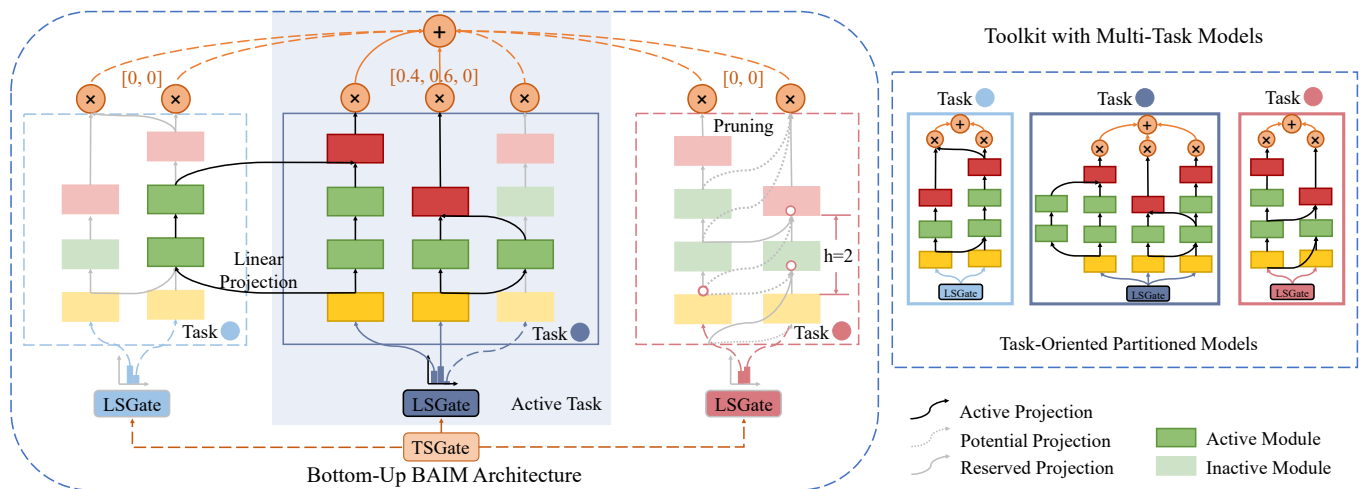 Toolkit with Multi-Task Models
+
[0, 0]
[0.4, 0.6, 0]
[0, 0]
× × × × × × ×
Pruning
Linear
Projection
h=2
Task
Task
Task
LSGate
LSGate
LSGate
Active Task
TSGate
Bottom-Up BAIM Architecture
Task
Task
Task
+ + +
× × × × × × ×
LSGate
LSGate
LSGate
Task-Oriented Partitioned Models
Active Projection
Potential Projection
Reserved Projection
Active Module
Inactive Module